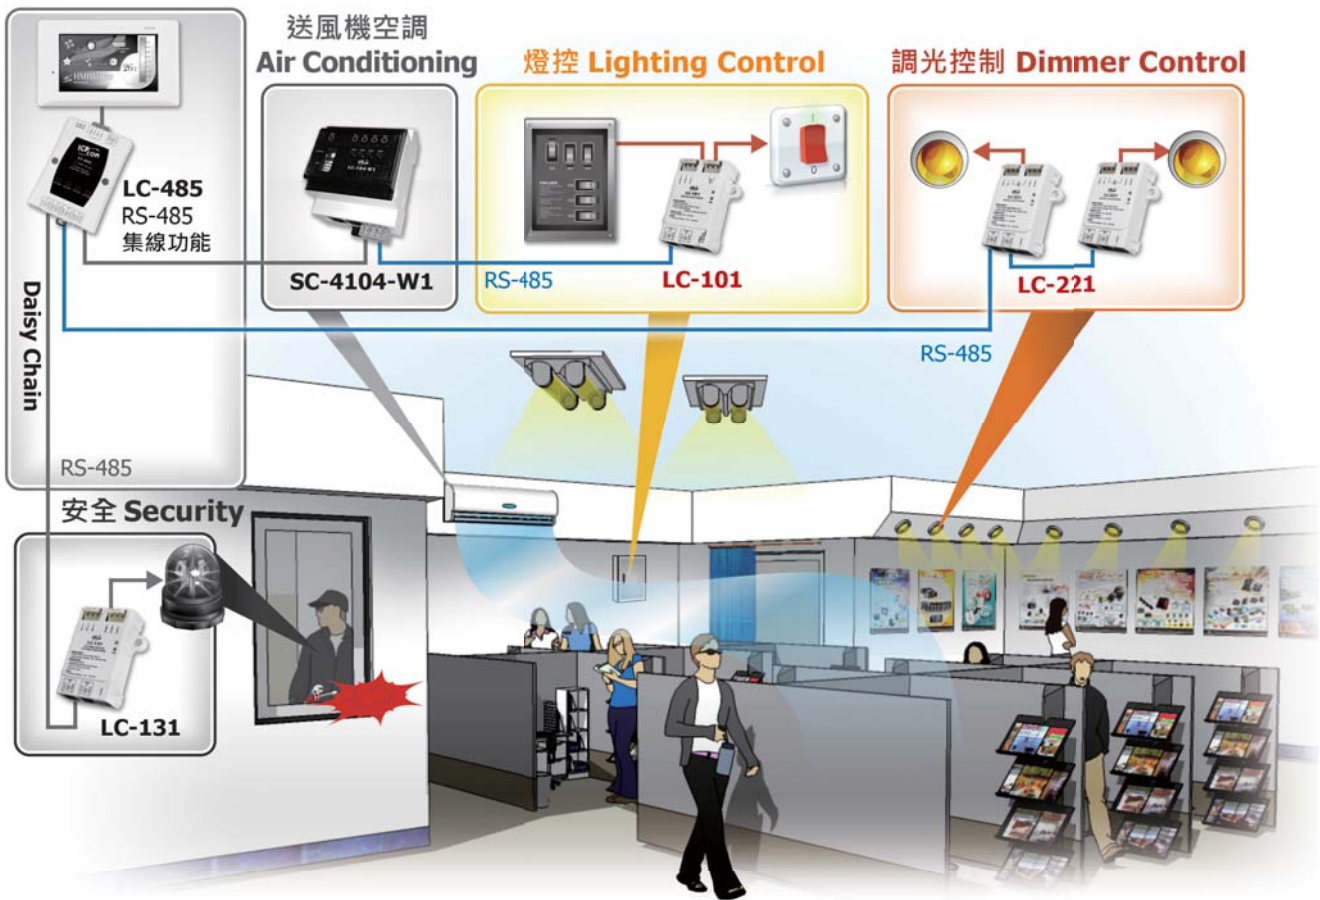 送風機空調
Air Conditioning
燈控 Lighting Control
調光控制 Dimmer Control
LC-485
RS-485
集線功能
SC-4104-W1
RS-485
LC-101
LC-221
RS-485
Daisy Chain
RS-485
安全 Security
LC-131